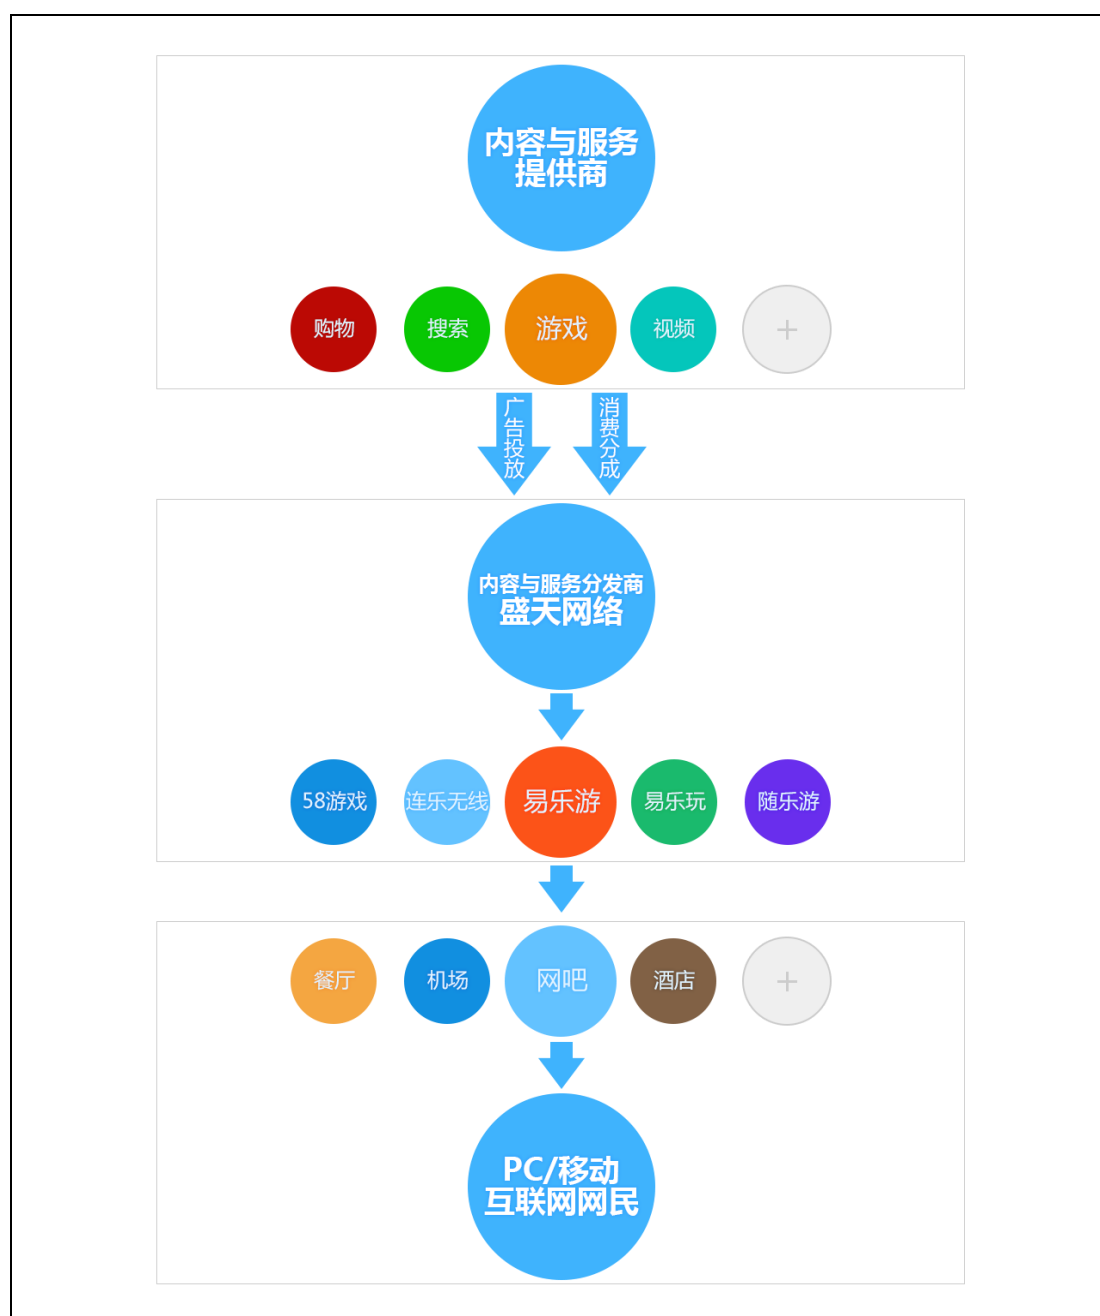 内容与服务
提供商
购物
搜索
游戏
视频
+
广告投放
消费分成
内容与服务分发商
盛天网络
58游戏
连乐无线
易乐游
易乐玩
随乐游
餐厅
机场
网吧
酒店
+
PC/移动
互联网网民